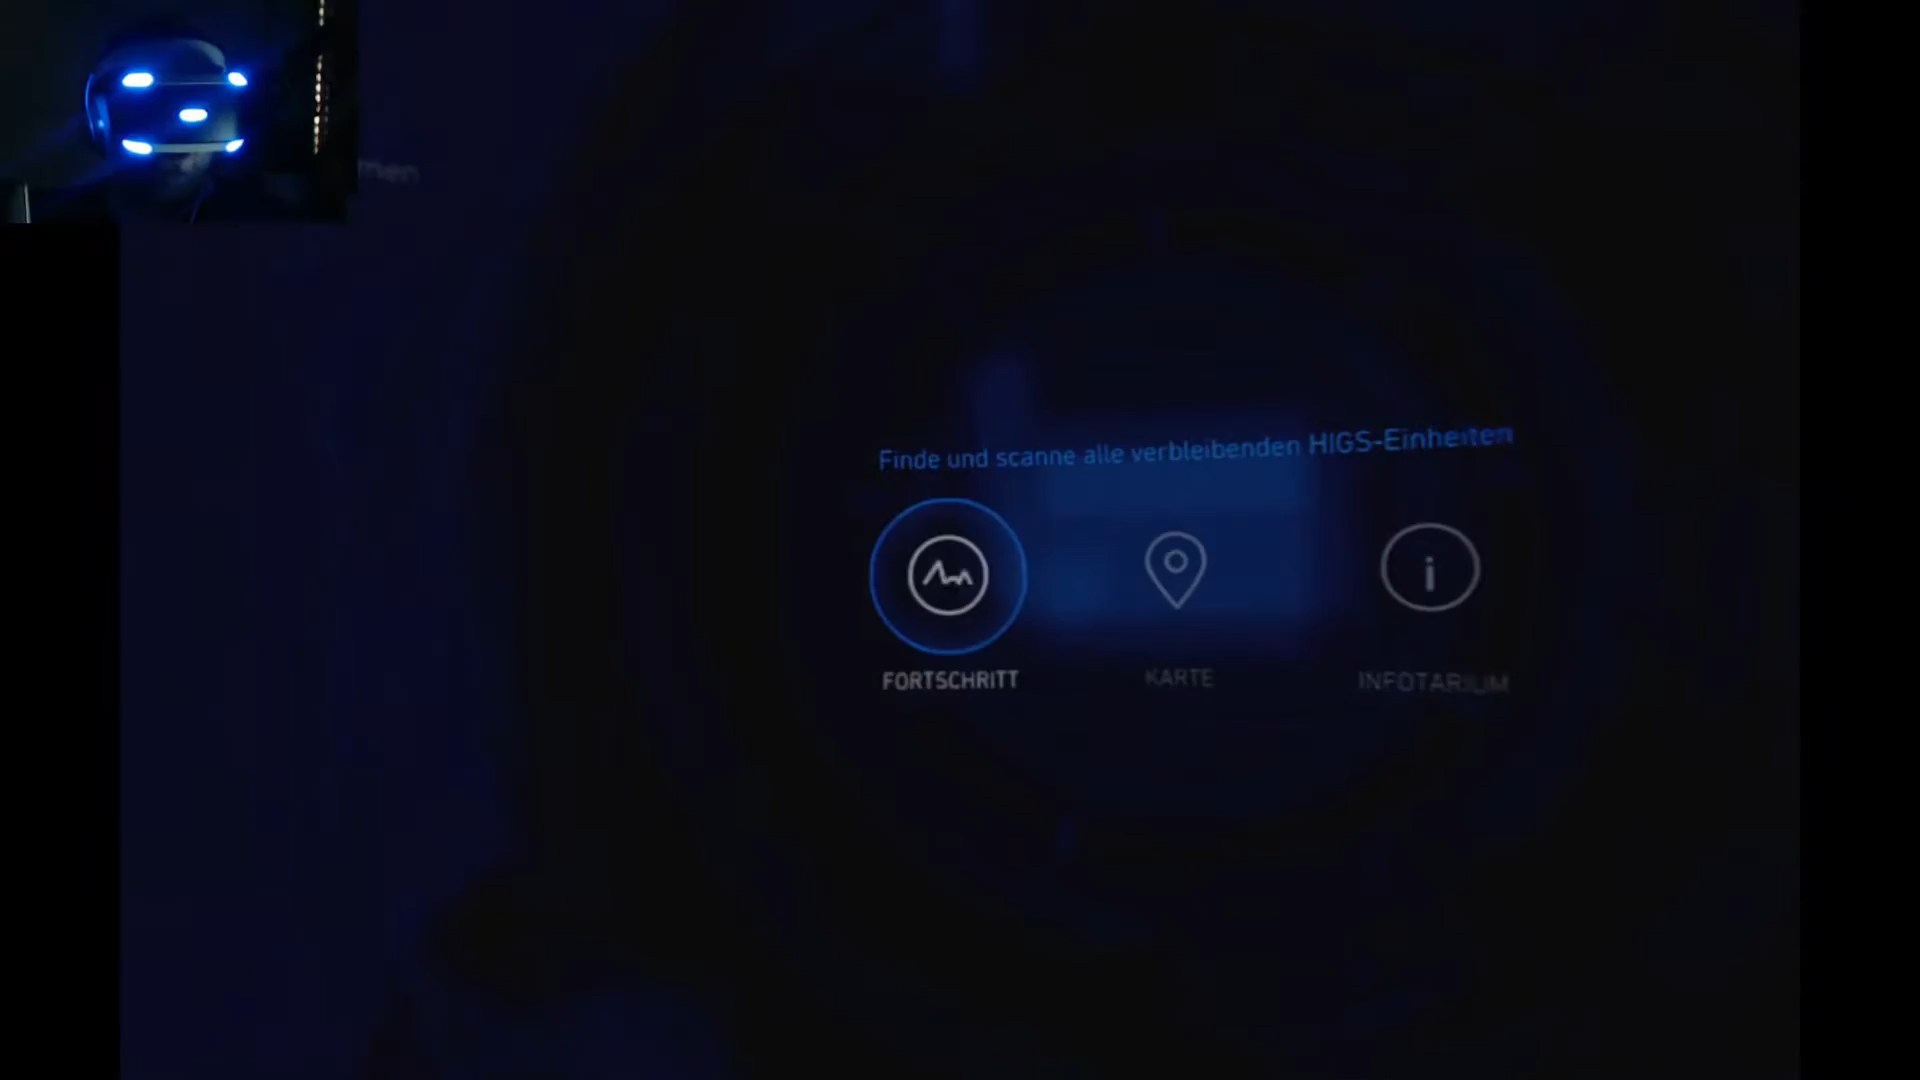 Finde und scanne alle verbleibenden HIGS-Einheiten
FORTSCHRITT
KARTE
INFOTARIUM